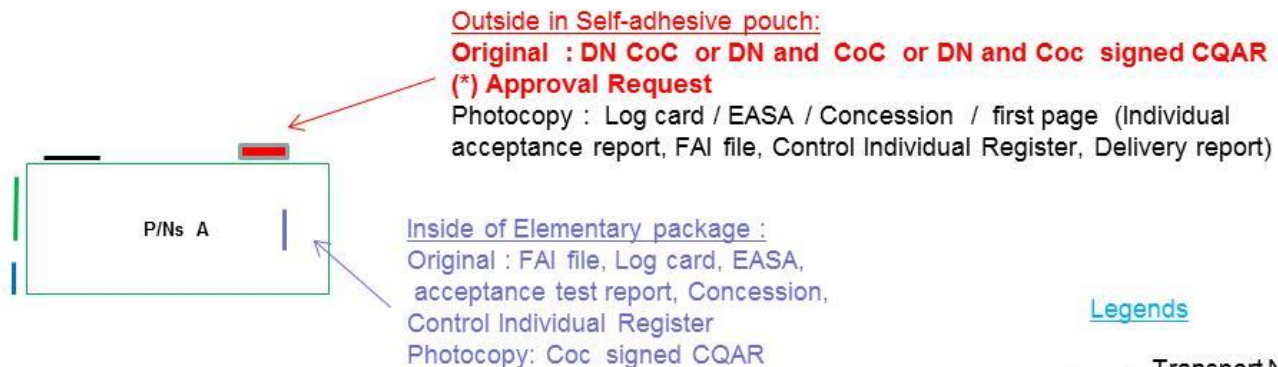 Outside in Self-adhesive pouch:
Original : DN CoC or DN and CoC or DN and Coc signed CQAR
(*) Approval Request
Photocopy : Log card / EASA / Concession / first page (Individual
acceptance report, FAI file, Control Individual Register, Delivery report)
P/Ns A
Inside of Elementary package :
Original : FAI file, Log card, EASA,
acceptance test report, Concession,
Control Individual Register
Photocopy: Coc signed CQAR
Legends
Transport N